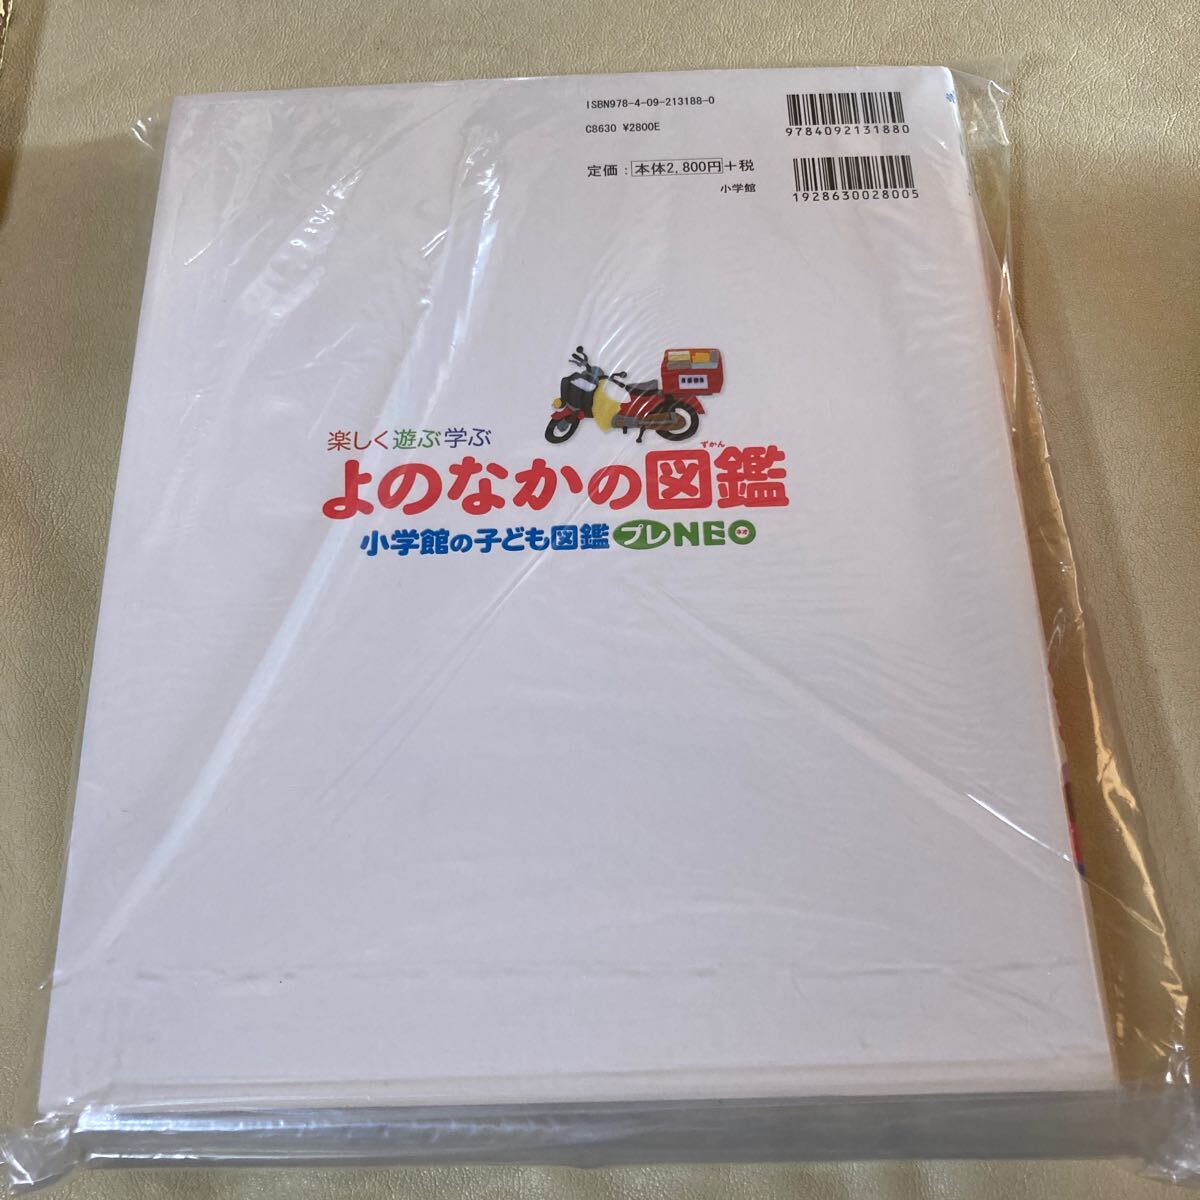 ISBN978-4-09-213188-0
C8630 ¥2800E
定価：本体2,800円+税
小学館
9784092131880
1928630028005
楽しく遊ぶ学ぶ
よのなかの図鑑
ずかん
小学館の子ども図鑑 プレNEO
ネオ